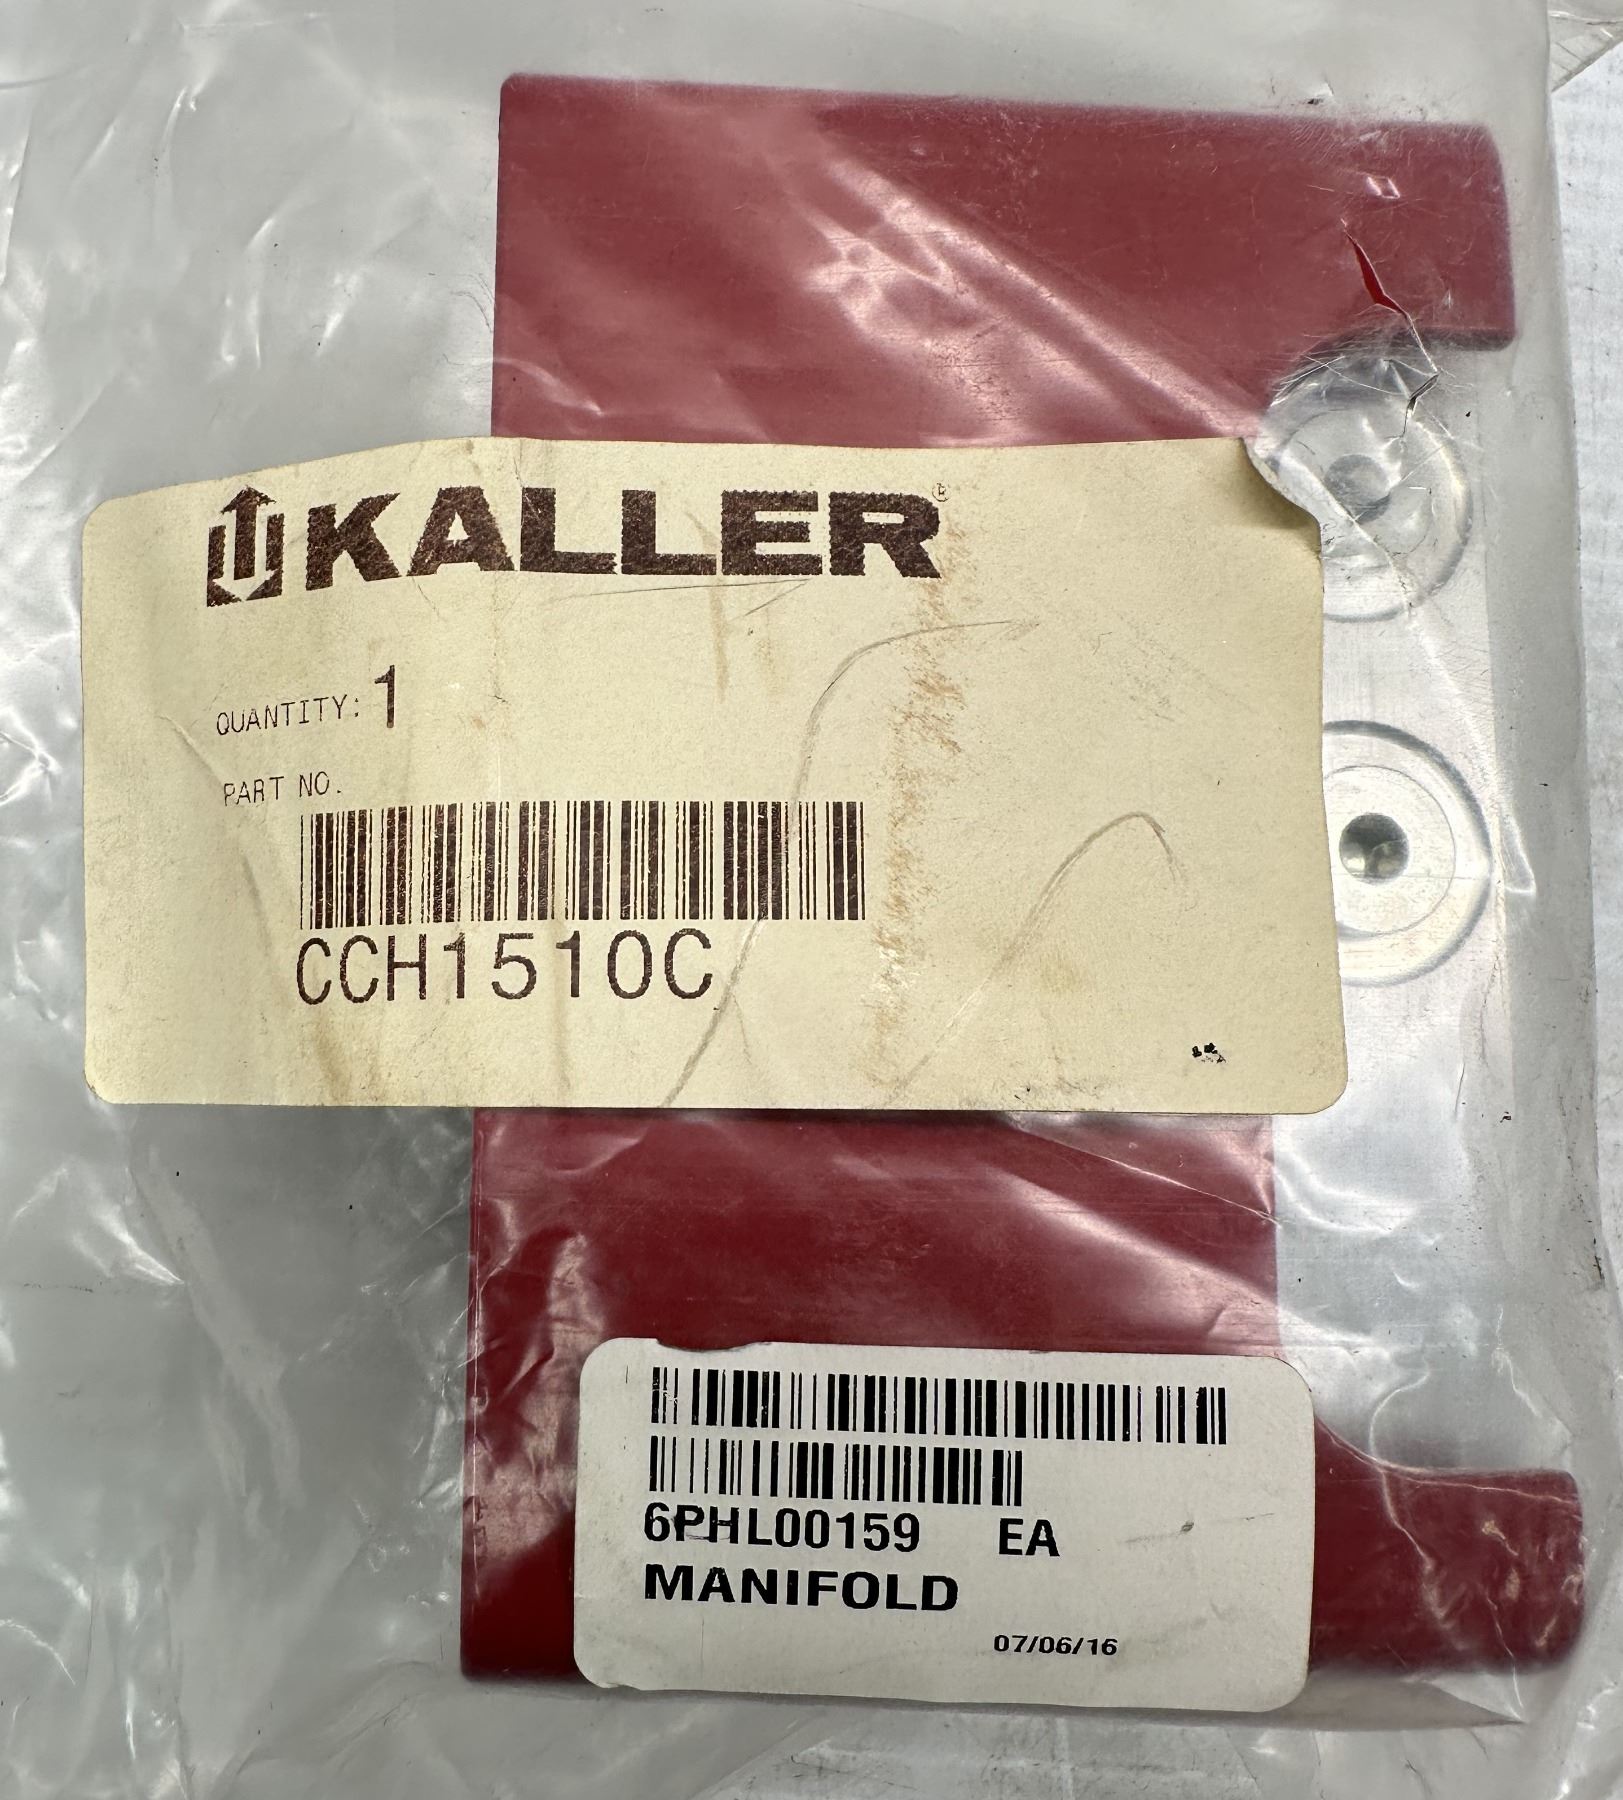 KALLER®
QUANTITY: 1
PART NO.
CCH1510C
6PHL00159 EA
MANIFOLD
07/06/16